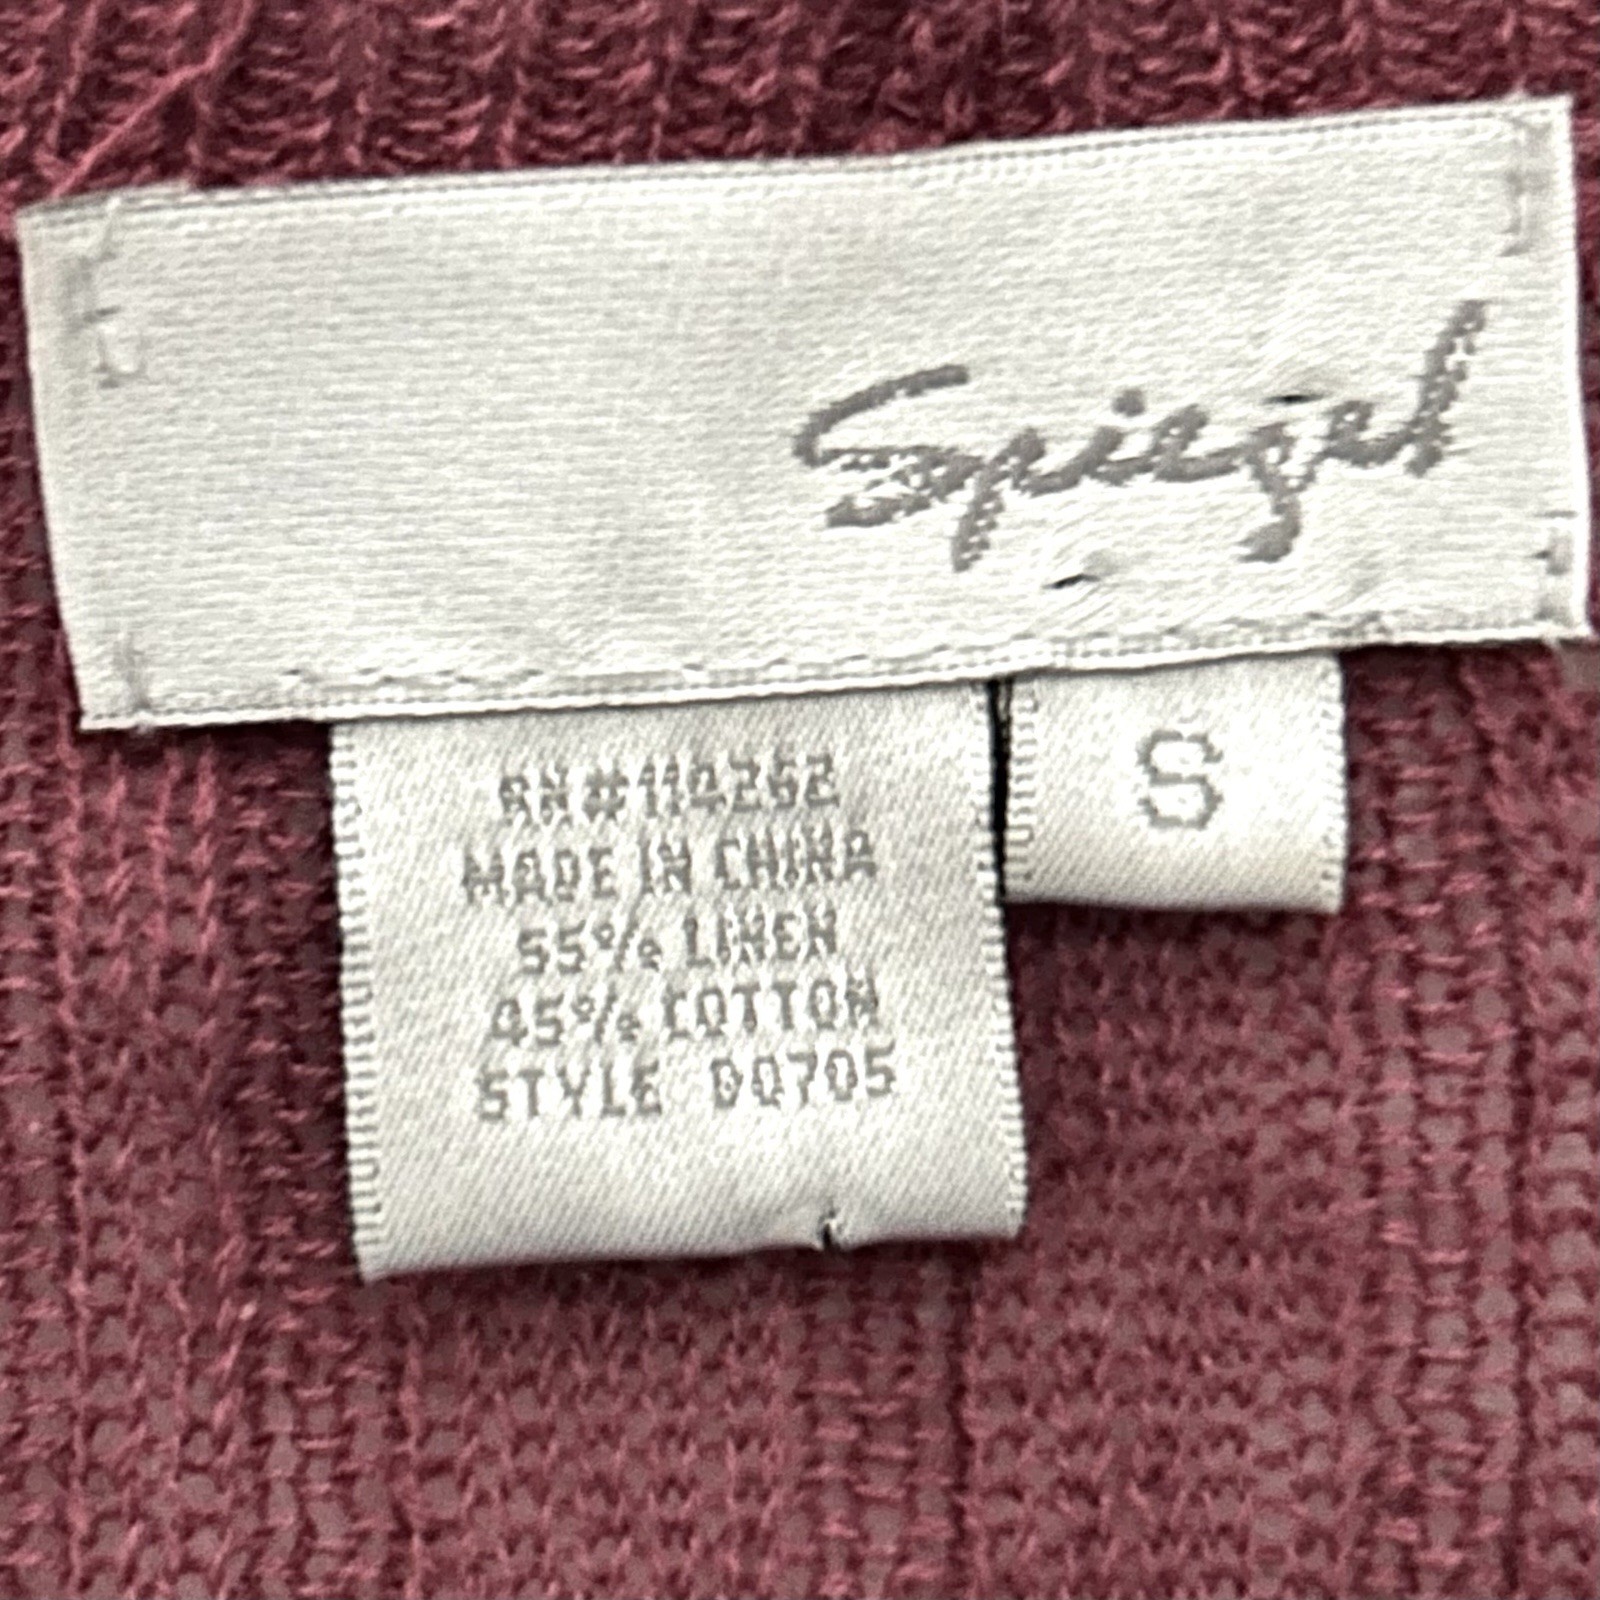 Spiegel
S
RN#114262
MADE IN CHINA
55% LINEN
45% COTTON
STYLE 00705